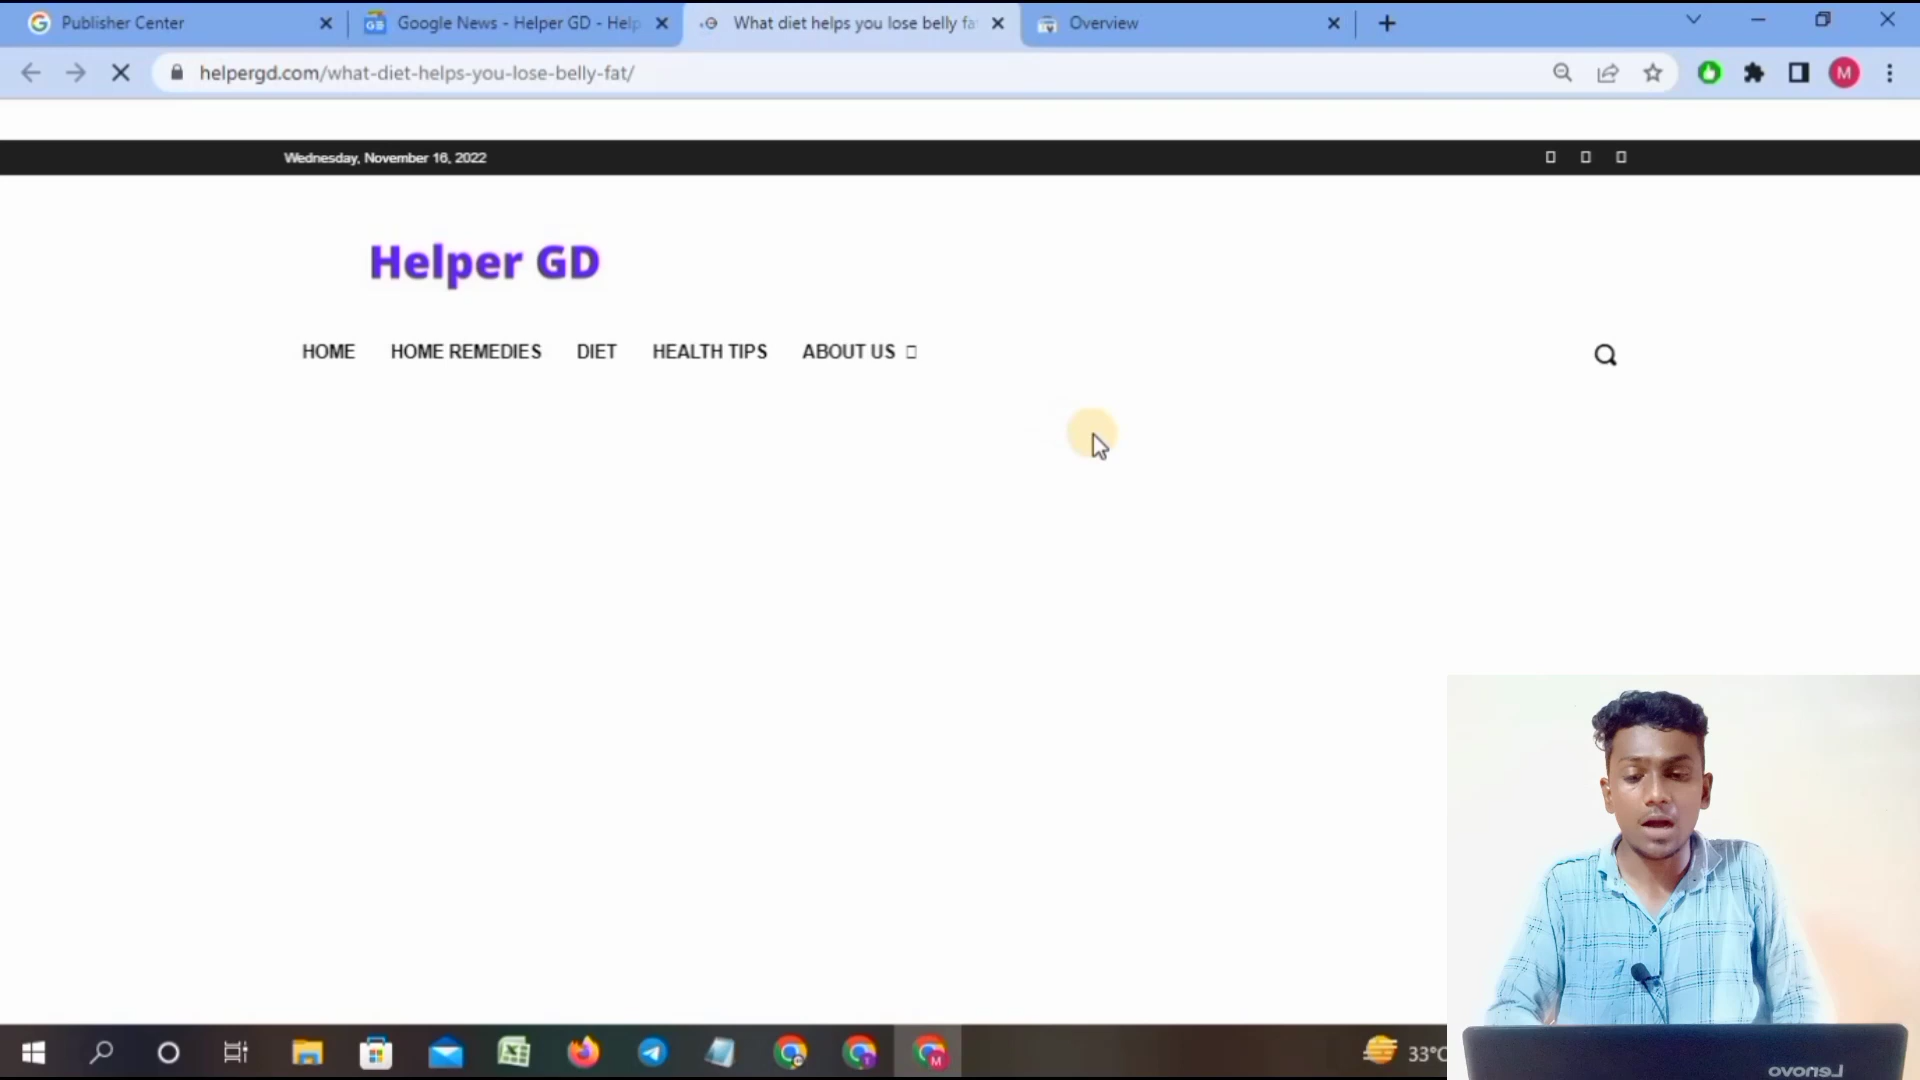 Publisher Center
Google News - Helper GD - Help
What diet helps you lose belly fa
Overview
helpergd.com/what-diet-helps-you-lose-belly-fat/
M
Wednesday, November 16, 2022
Helper GD
HOME
HOME REMEDIES
DIET
HEALTH TIPS
ABOUT US
33°C
Lenovo